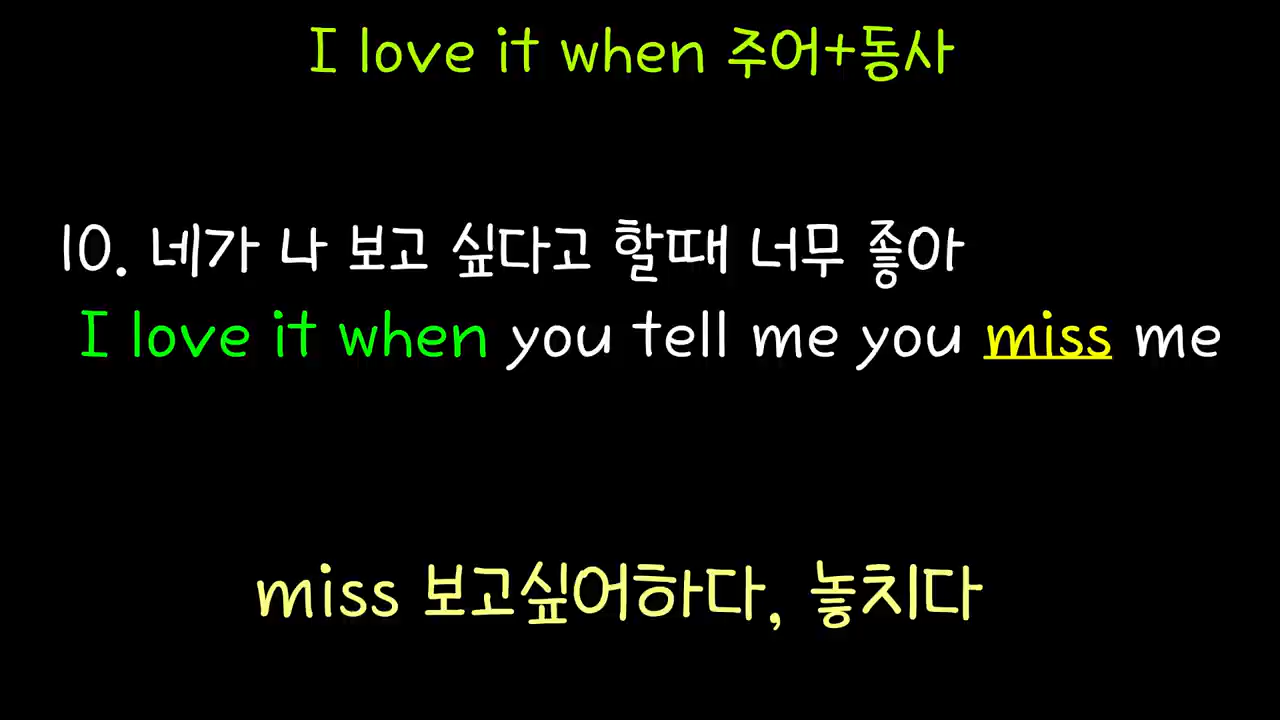 I love it when 주어+동사
10. 네가 나 보고 싶다고 할때 너무 좋아
I love it when you tell me you miss me
miss 보고싶어하다, 놓치다